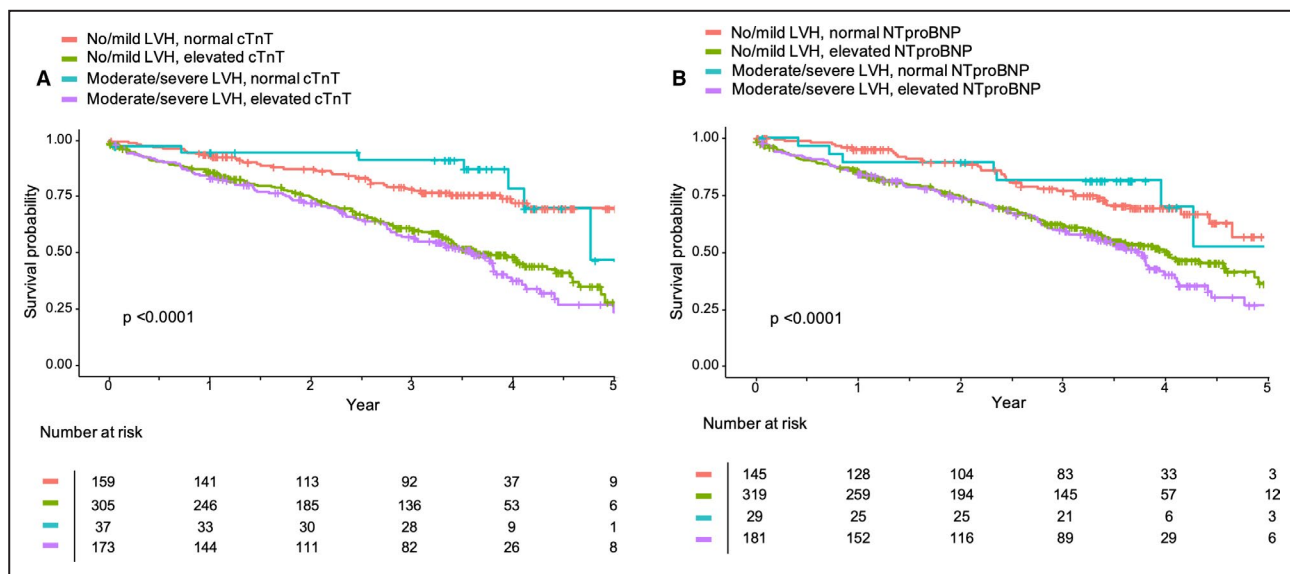 A
No/mild LVH, normal cTnT
No/mild LVH, elevated cTnT
Moderate/severe LVH, normal cTnT
Moderate/severe LVH, elevated cTnT
Survival probability
1.00
0.75
0.50
0.25
0.00
p <0.0001
0 1 2 3 4 5
Year
Number at risk
159 141 113 92 37 9
305 246 185 136 53 6
37 33 30 28 9 1
173 144 111 82 26 8
B
No/mild LVH, normal NTproBNP
No/mild LVH, elevated NTproBNP
Moderate/severe LVH, normal NTproBNP
Moderate/severe LVH, elevated NTproBNP
Survival probability
1.00
0.75
0.50
0.25
0.00
p <0.0001
0 1 2 3 4 5
Year
Number at risk
145 128 104 83 33 3
319 259 194 145 57 12
29 25 25 21 6 3
181 152 116 89 29 6